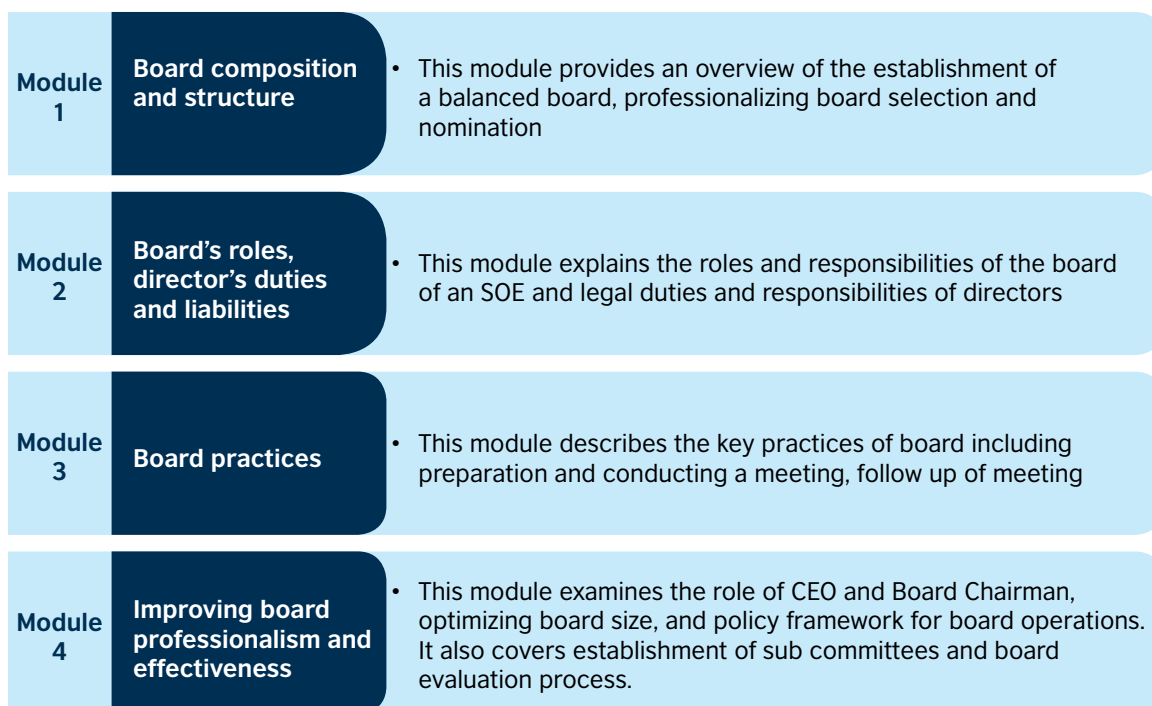 Module
1
Board composition
and structure
• This module provides an overview of the establishment of
a balanced board, professionalizing board selection and
nomination
Module
2
Board’s roles,
director’s duties
and liabilities
• This module explains the roles and responsibilities of the board
of an SOE and legal duties and responsibilities of directors
Module
3
Board practices
• This module describes the key practices of board including
preparation and conducting a meeting, follow up of meeting
Module
4
Improving board
professionalism and
effectiveness
• This module examines the role of CEO and Board Chairman,
optimizing board size, and policy framework for board operations.
It also covers establishment of sub committees and board
evaluation process.